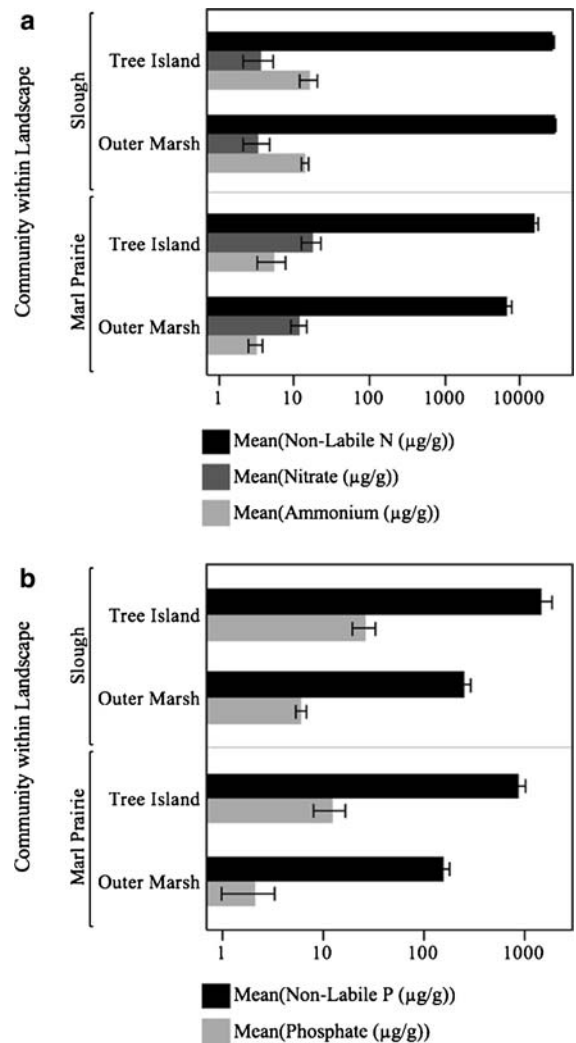 a
Community within Landscape
Slough
Tree Island
Outer Marsh
Marl Prairie
Tree Island
Outer Marsh
1 10 100 1000 10000
Mean(Non-Labile N (µg/g))
Mean(Nitrate (µg/g))
Mean(Ammonium (µg/g))
b
Community within Landscape
Slough
Tree Island
Outer Marsh
Marl Prairie
Tree Island
Outer Marsh
1 10 100 1000
Mean(Non-Labile P (µg/g))
Mean(Phosphate (µg/g))